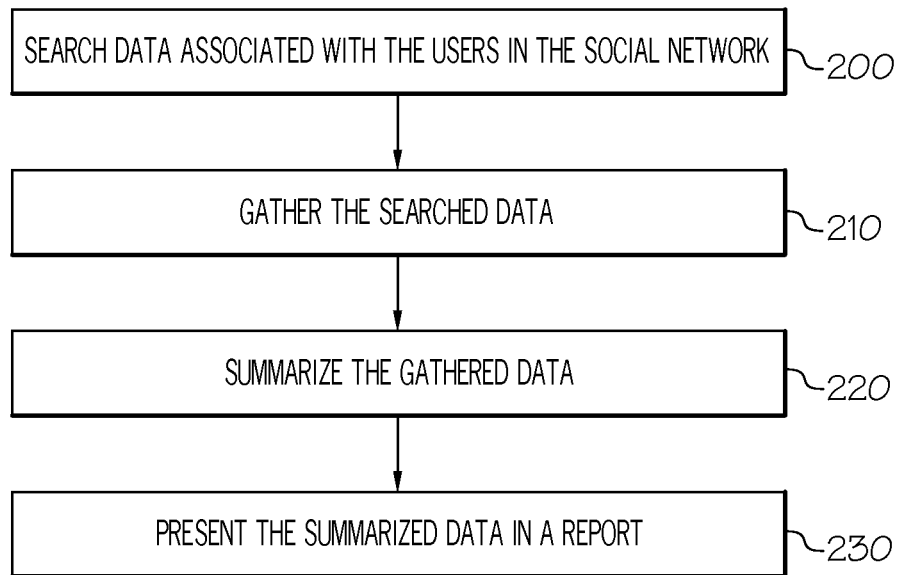 SEARCH DATA ASSOCIATED WITH THE USERS IN THE SOCIAL NETWORK
200
GATHER THE SEARCHED DATA
210
SUMMARIZE THE GATHERED DATA
220
PRESENT THE SUMMARIZED DATA IN A REPORT
230